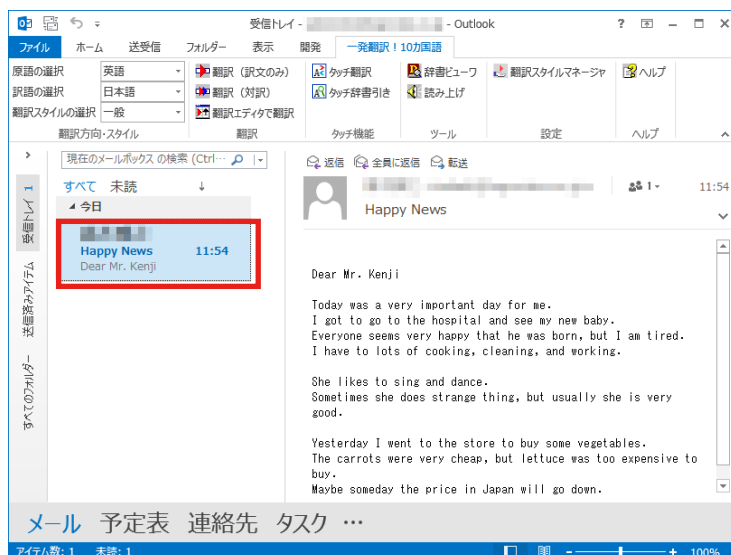 受信トレイ - - Outlook
ファイル ホーム 送受信 フォルダー 表示 開発 一発翻訳！10カ国語
原語の選択 英語 翻訳（訳文のみ） タッチ翻訳 辞書ビューワ 翻訳スタイルマネージャ ヘルプ
訳語の選択 日本語 翻訳（対訳） タッチ辞書引き 読み上げ
翻訳スタイルの選択 一般 翻訳エディタで翻訳
翻訳方向・スタイル 翻訳 タッチ機能 ツール 設定 ヘルプ
現在のメールボックス の検索 (Ctrl…
返信 全員に返信 転送
すべて 未読 ↓
1 11:54
今日
Happy News
Happy News 11:54
Dear Mr. Kenji
受信トレイ 1
送信済みアイテム
すべてのフォルダー
Dear Mr. Kenji
Today was a very important day for me.
I got to go to the hospital and see my new baby.
Everyone seems very happy that he was born, but I am tired.
I have to lots of cooking, cleaning, and working.
She likes to sing and dance.
Sometimes she does strange thing, but usually she is very
good.
Yesterday I went to the store to buy some vegetables.
The carrots were very cheap, but lettuce was too expensive to
buy.
Maybe someday the price in Japan will go down.
メール 予定表 連絡先 タスク …
アイテム数: 1 未読: 1 100%